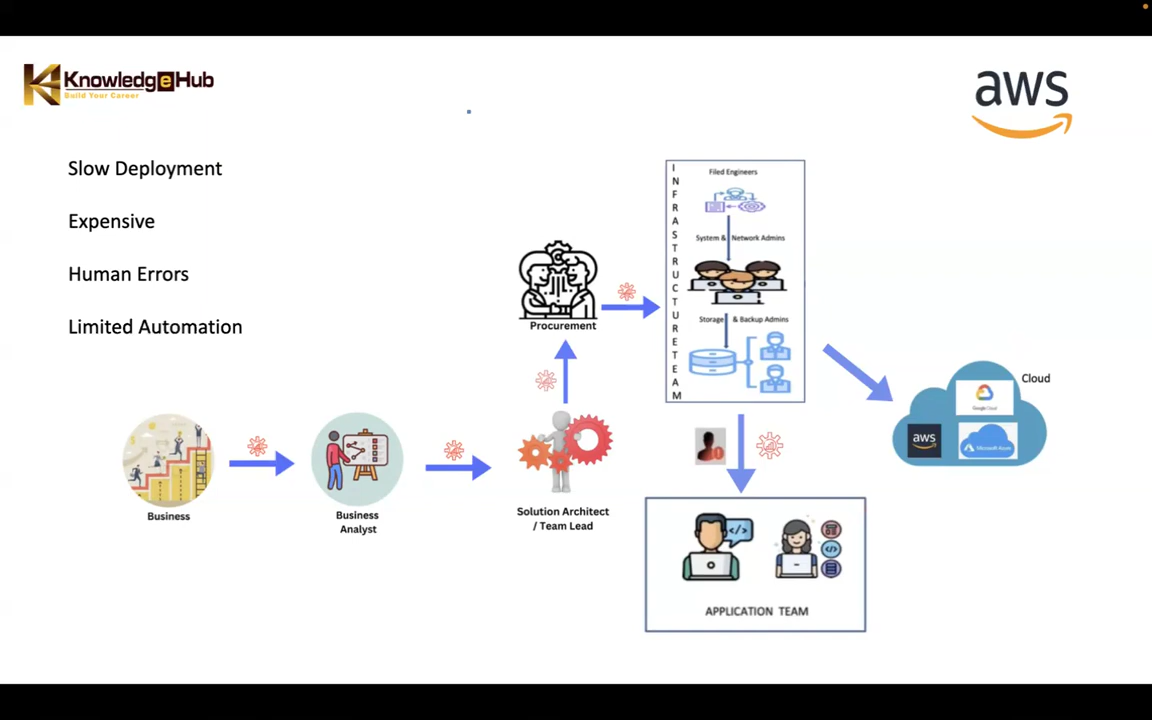 KnowledgeHub
Build Your Career
aws
Slow Deployment
Expensive
Human Errors
Limited Automation
Business
Business
Analyst
Solution Architect
/ Team Lead
Procurement
INFRASTRUCTURETEAM
Filed Engineers
System & Network Admins
Storage & Backup Admins
Cloud
Google Cloud
aws
Microsoft Azure
APPLICATION TEAM